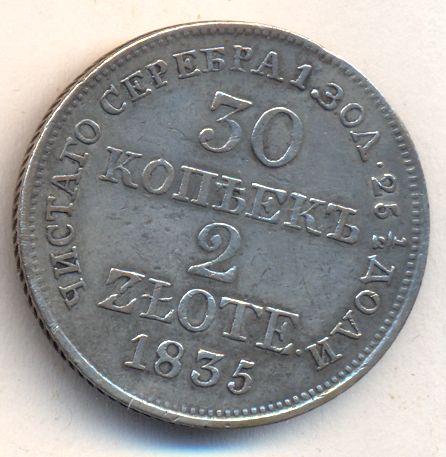 ЧИСТАГО СЕРЕБРА 1 ЗОЛ. 25 ½ ДОЛИ
30
КОПѢЕКЪ
2
ZŁOTE.
1835